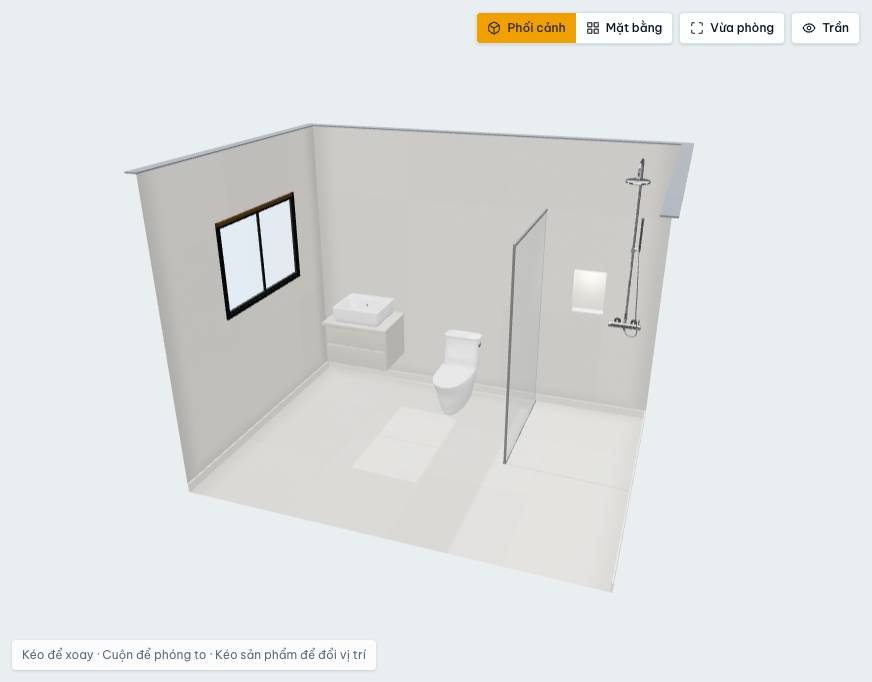 Phối cảnh
Mặt bằng
Vừa phòng
Trần
Kéo để xoay · Cuộn để phóng to · Kéo sản phẩm để đổi vị trí